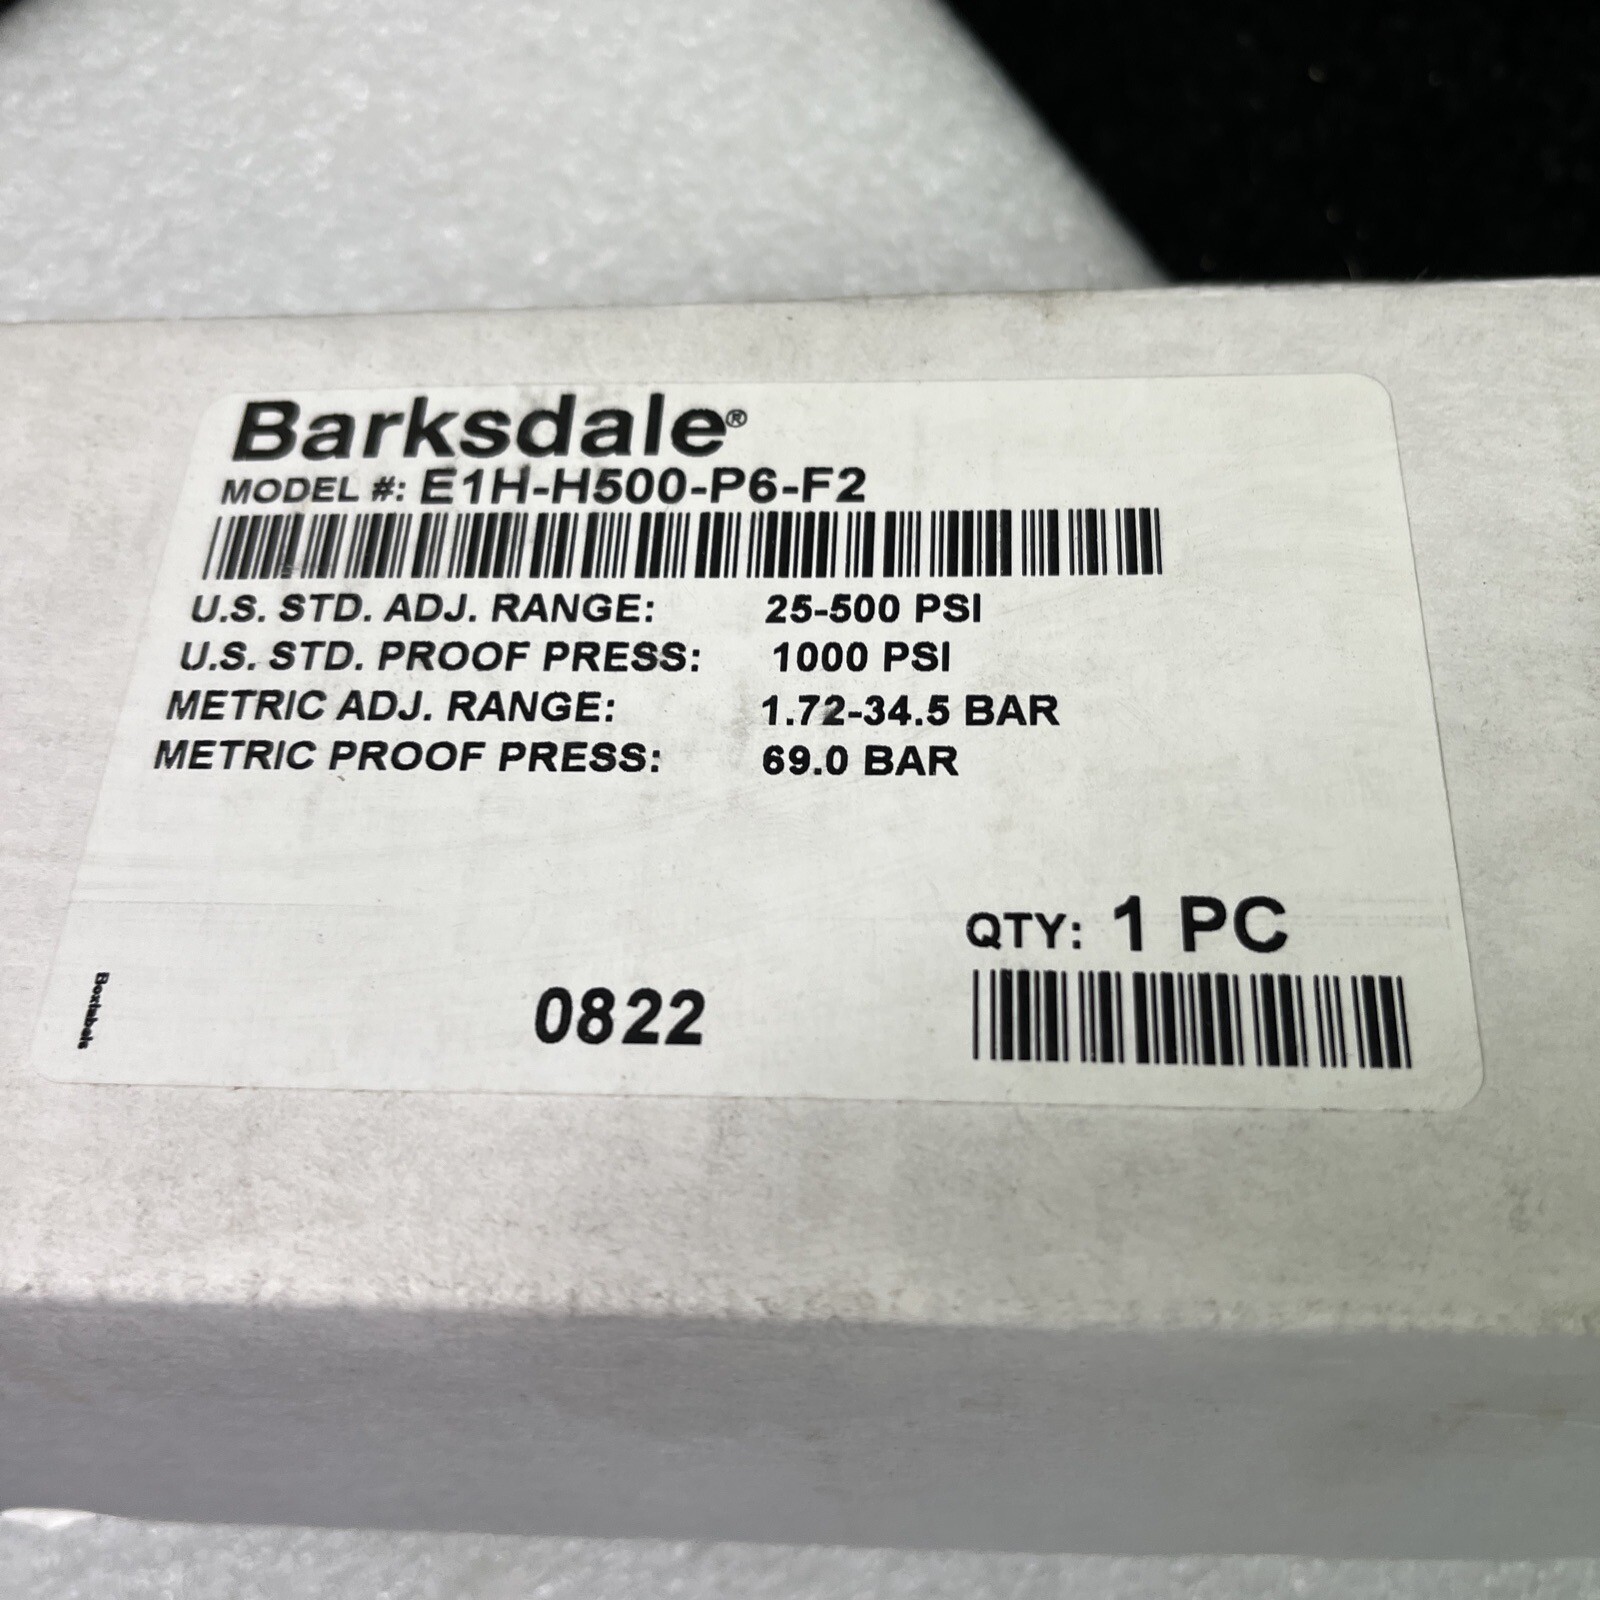 Barksdale®
MODEL #: E1H-H500-P6-F2
U.S. STD. ADJ. RANGE: 25-500 PSI
U.S. STD. PROOF PRESS: 1000 PSI
METRIC ADJ. RANGE: 1.72-34.5 BAR
METRIC PROOF PRESS: 69.0 BAR
QTY: 1 PC
0822
Boxlabels